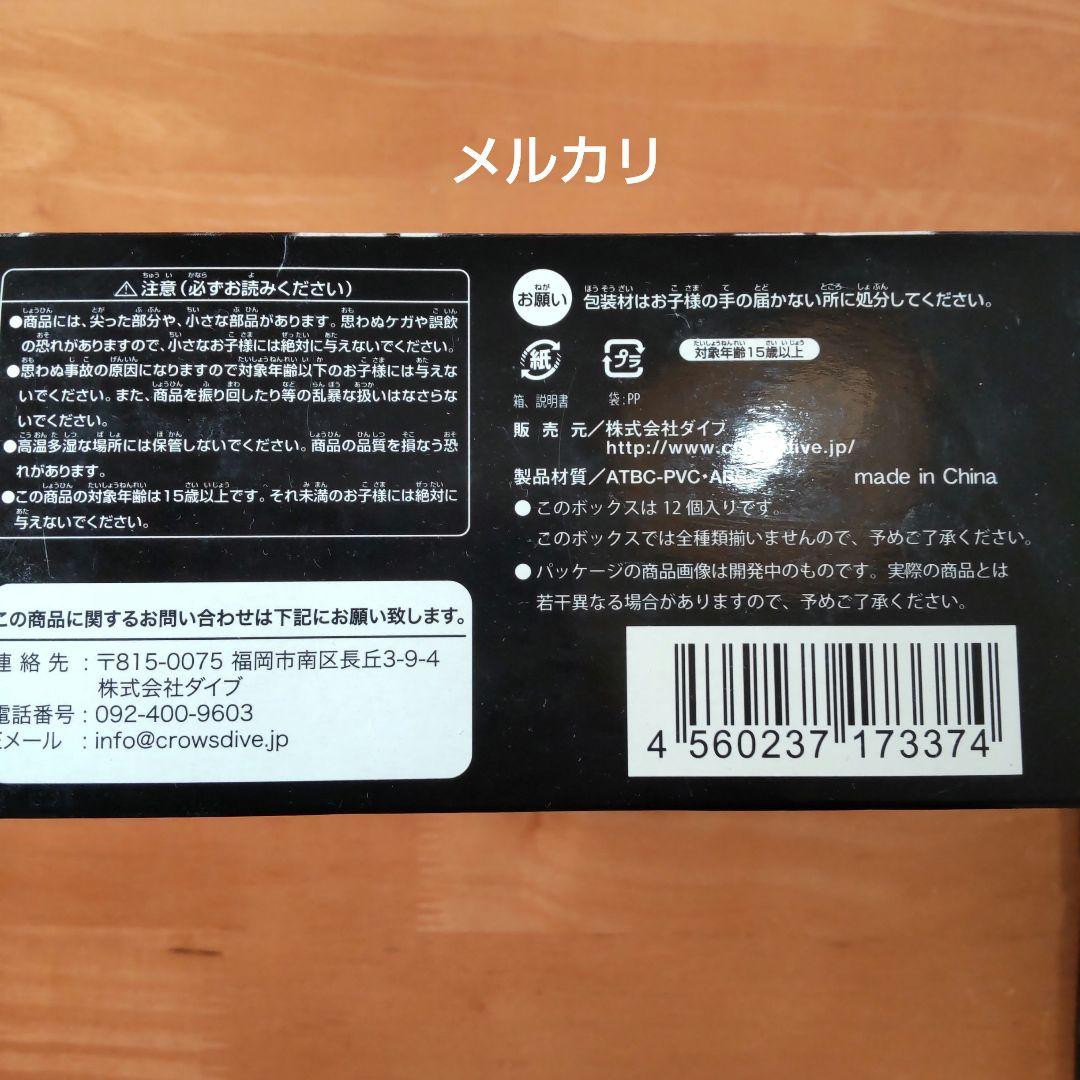 メルカリ
⚠注意(必ずお読みください)
●商品には、尖った部分や、小さな部品があります。思わぬケガや誤飲
の恐れがありますので、小さなお子様には絶対に与えないでください。
●思わぬ事故の原因になりますので対象年齢以下のお子様には与えな
いでください。また、商品を振り回したり等の乱暴な扱いはなさらな
いでください。
●高温多湿な場所には保管しないでください。商品の品質を損なう恐
れがあります。
●この商品の対象年齢は15歳以上です。それ未満のお子様には絶対に
与えないでください。
この商品に関するお問い合わせは下記にお願い致します。
連絡先 : 〒815-0075 福岡市南区長丘3-9-4
株式会社ダイブ
電話番号 : 092-400-9603
Eメール : info@crowsdive.jp
お願い 包装材はお子様の手の届かない所に処分してください。
紙 プラ 対象年齢15歳以上
箱、説明書 袋:PP
販売元/株式会社ダイブ
http://www.crowsdive.jp/
製品材質/ATBC-PVC・ABS made in China
●このボックスは12個入りです。
このボックスでは全種類揃いませんので、予めご了承ください。
●パッケージの商品画像は開発中のものです。実際の商品とは
若干異なる場合がありますので、予めご了承ください。
4 560237 173374